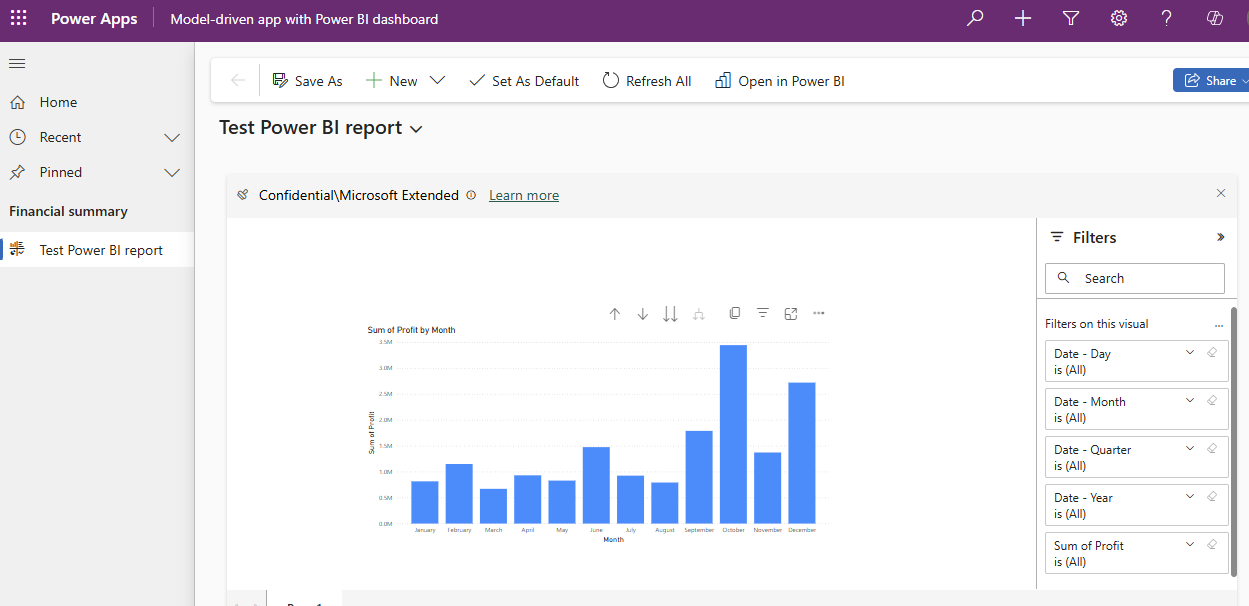 Power Apps
Model-driven app with Power BI dashboard
Save As
New
Set As Default
Refresh All
Open in Power BI
Share
Home
Recent
Pinned
Financial summary
Test Power BI report
Test Power BI report
Confidential\Microsoft Extended
Learn more
Sum of Profit by Month
3.5M
3.0M
2.5M
2.0M
1.5M
1.0M
0.5M
0.0M
Sum of Profit
January February March April May June July August September October November December
Month
Filters
Search
Filters on this visual
...
Date - Day
is (All)
Date - Month
is (All)
Date - Quarter
is (All)
Date - Year
is (All)
Sum of Profit
is (All)